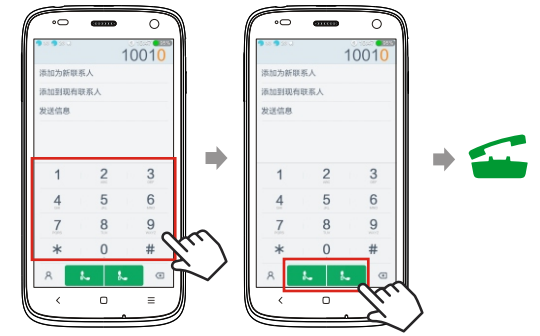 10010
添加为新联系人
添加到现有联系人
发送信息
1 2 3
4 5 6
7 8 9
* 0 #
10010
添加为新联系人
添加到现有联系人
发送信息
1 2 3
4 5 6
7 8 9
* 0 #